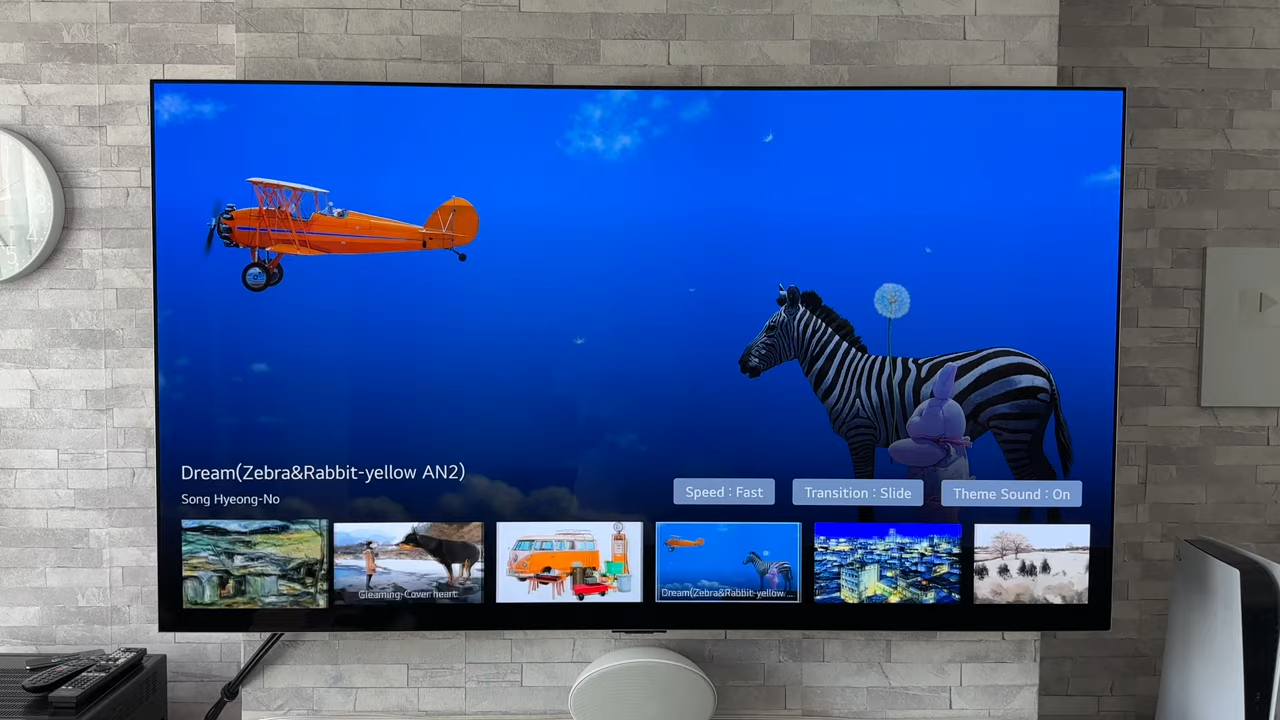 Dream(Zebra&Rabbit-yellow AN2)
Song Hyeong-No
Speed : Fast
Transition : Slide
Theme Sound : On
Gleaming-Cover heart
Dream(Zebra&Rabbit-yellow ...